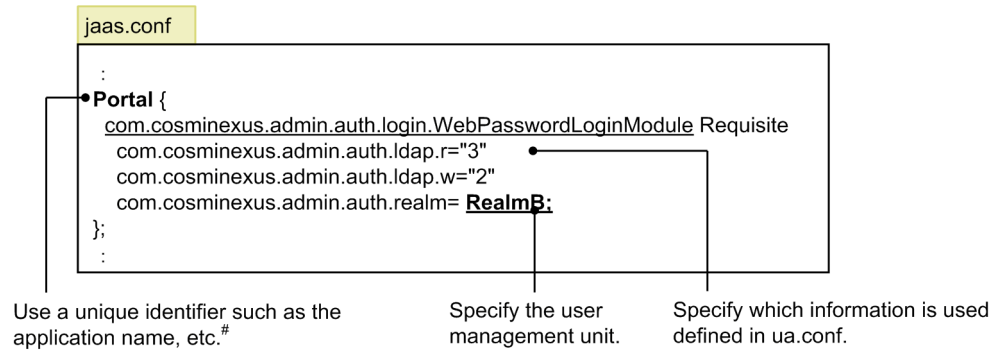 jaas.conf
:
Portal {
com.cosminexus.admin.auth.login.WebPasswordLoginModule Requisite
com.cosminexus.admin.auth.ldap.r="3"
com.cosminexus.admin.auth.ldap.w="2"
com.cosminexus.admin.auth.realm= RealmB;
};
:
Use a unique identifier such as the
application name, etc.#
Specify the user
management unit.
Specify which information is used
defined in ua.conf.